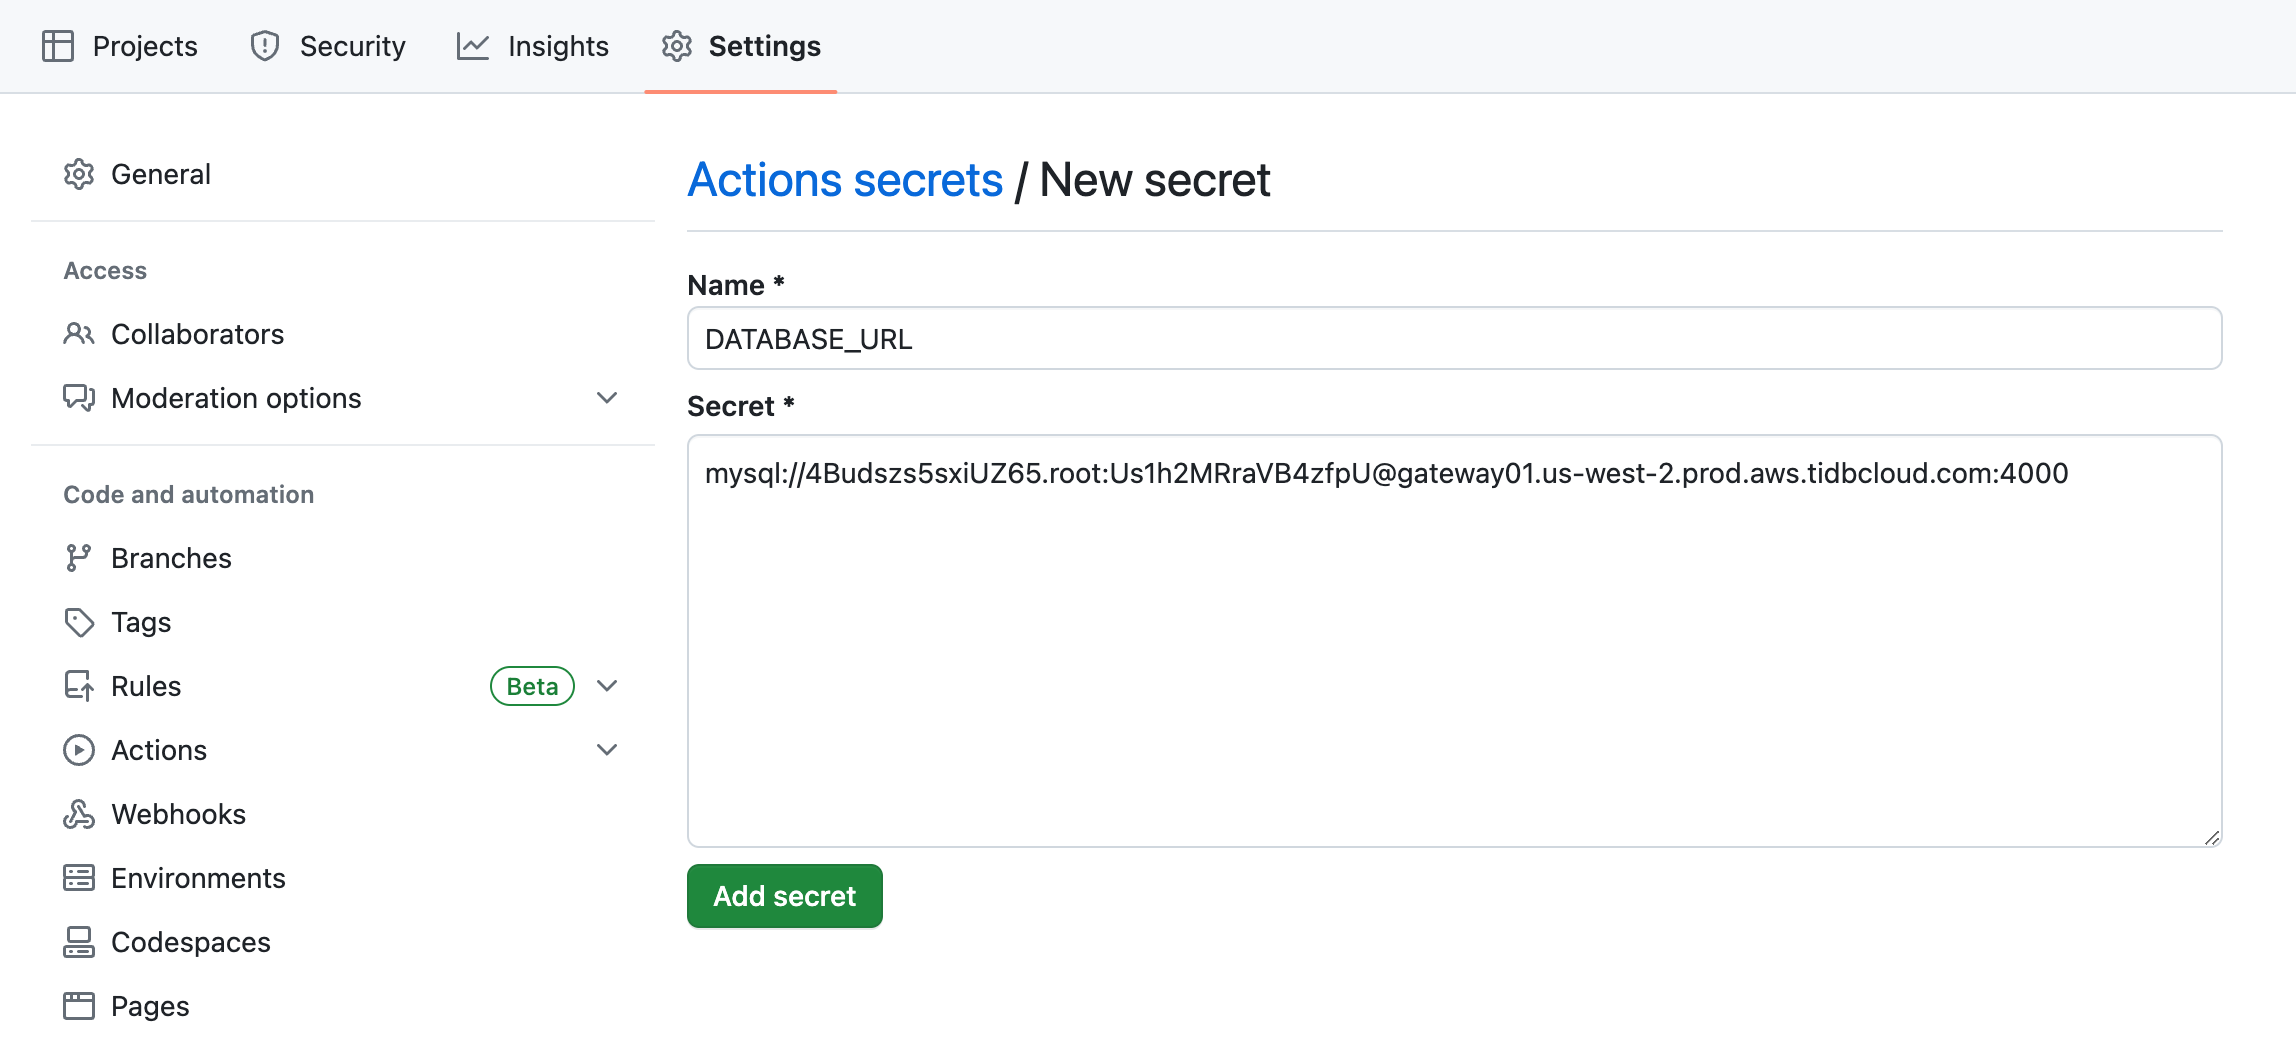 Projects
Security
Insights
Settings
General
Access
Collaborators
Moderation options
Code and automation
Branches
Tags
Rules
Beta
Actions
Webhooks
Environments
Codespaces
Pages
Actions secrets / New secret
Name *
DATABASE_URL
Secret *
mysql://4Budszs5sxiUZ65.root:Us1h2MRraVB4zfpU@gateway01.us-west-2.prod.aws.tidbcloud.com:4000
Add secret